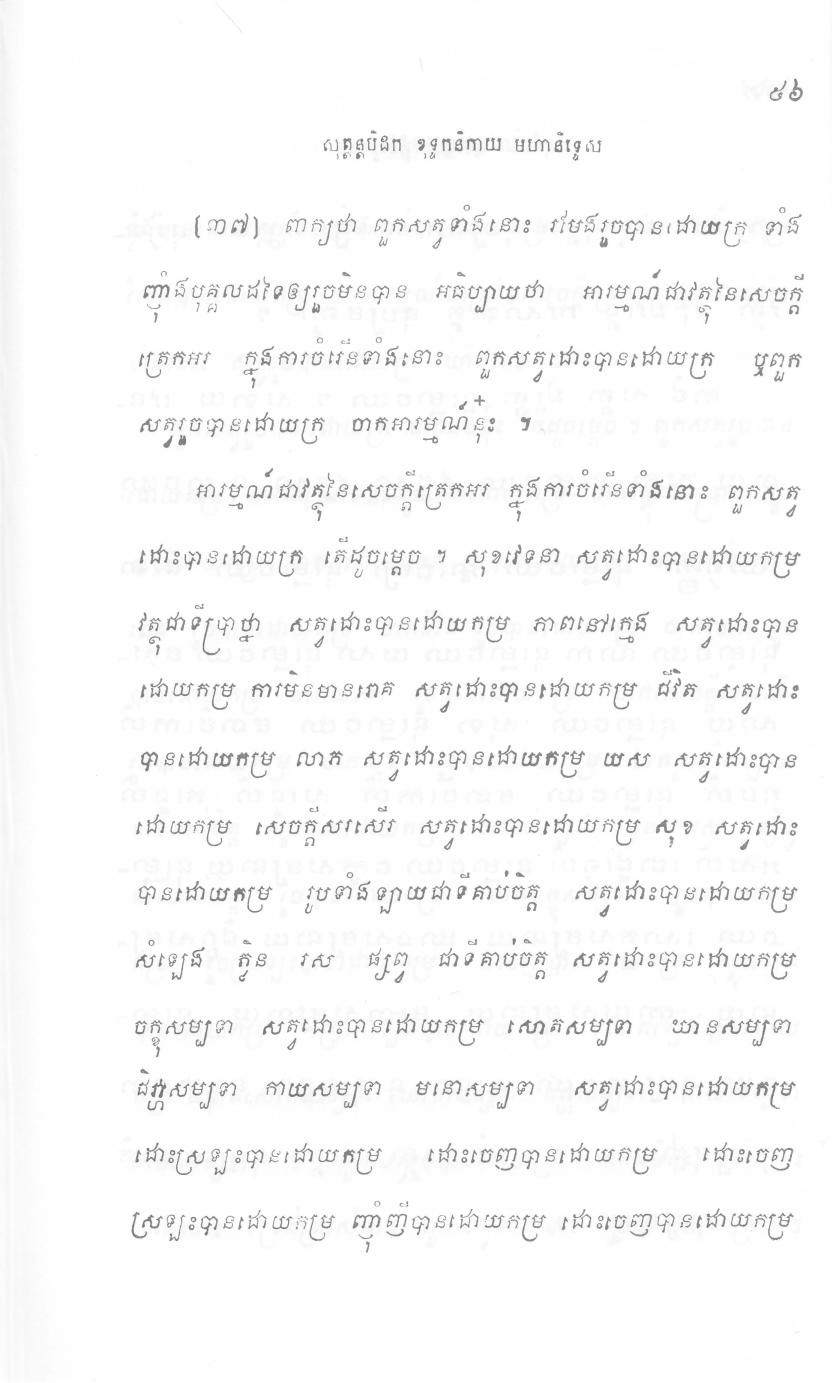 ៥៦
សុត្តន្តបិដក ខុទ្ទកនិកាយ មហានិទ្ទេស
(៣៧) ពាក្យថា ពួកសត្វទាំងនោះ រមែងរួចបានដោយក្រ ទាំង
ញ៉ាំងបុគ្គលដទៃឲ្យរួចមិនបាន អធិប្បាយថា អារម្មណ៍ជាវត្ថុនៃសេចក្តី
ត្រេកអរ ក្នុងការចំរើនទាំងនោះ ពួកសត្វដោះបានដោយក្រ ឬពួក
សត្វរួចបានដោយក្រ ចាកអារម្មណ៍នុ៎ះ ។
អារម្មណ៍ជាវត្ថុនៃសេចក្តីត្រេកអរ ក្នុងការចំរើនទាំងនោះ ពួកសត្វ
ដោះបានដោយក្រ តើដូចម្តេច ។ សុខវេទនា សត្វដោះបានដោយកម្រ
វត្ថុជាទីប្រាថ្នា សត្វដោះបានដោយកម្រ ភាពនៅក្មេង សត្វដោះបាន
ដោយកម្រ ការមិនមានរោគ សត្វដោះបានដោយកម្រ ជីវិត សត្វដោះ
បានដោយកម្រ លាភ សត្វដោះបានដោយកម្រ យស សត្វដោះបាន
ដោយកម្រ សេចក្តីសរសើរ សត្វដោះបានដោយកម្រ សុខ សត្វដោះ
បានដោយកម្រ រូបទាំងឡាយជាទីគាប់ចិត្ត សត្វដោះបានដោយកម្រ
សំឡេង ក្លិន រស ផ្សព្វ ជាទីគាប់ចិត្ត សត្វដោះបានដោយកម្រ
ចក្ខុសម្បទា សត្វដោះបានដោយកម្រ សោតសម្បទា ឃានសម្បទា
ជិវ្ហាសម្បទា កាយសម្បទា មនោសម្បទា សត្វដោះបានដោយកម្រ
ដោះស្រឡះបានដោយកម្រ ដោះចេញបានដោយកម្រ ដោះចេញ
ស្រឡះបានដោយកម្រ ញ៉ាំញីបានដោយកម្រ ដោះចេញបានដោយកម្រ